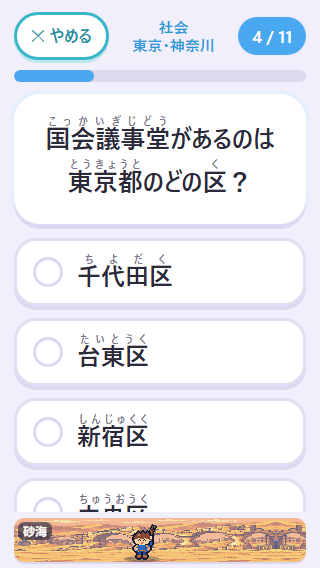 やめる
社会
東京・神奈川
4 / 11
こっかいぎじどう
国会議事堂があるのは
とうきょうと く
東京都のどの区？
ちよだく
千代田区
たいとうく
台東区
しんじゅくく
新宿区
ちゅうおうく
中央区
砂海